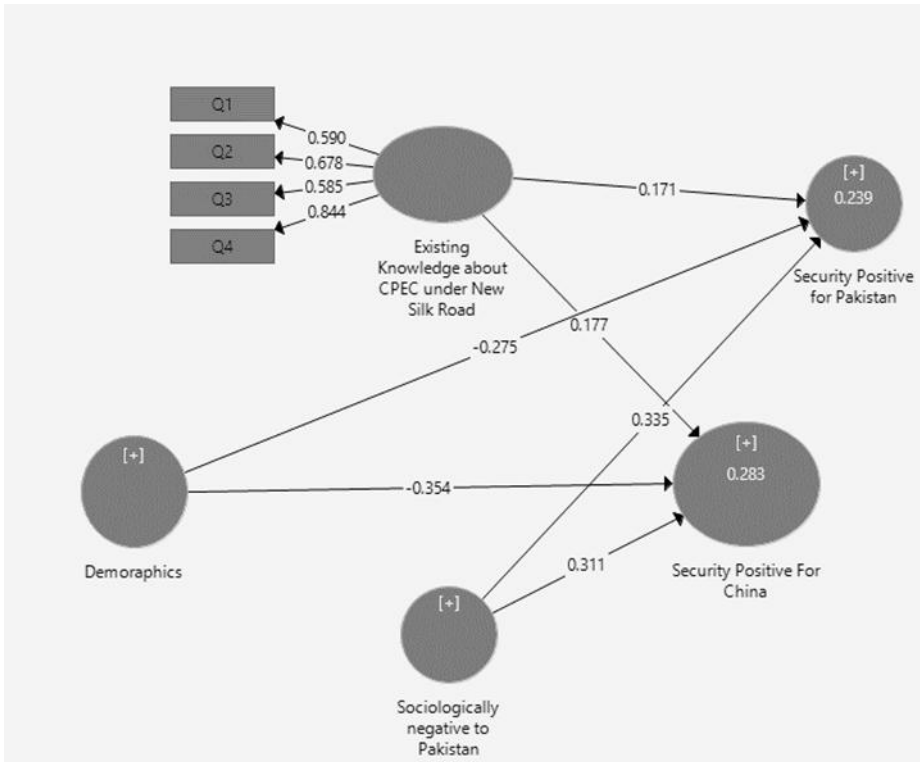 Q1
Q2
Q3
Q4
0.590
0.678
0.585
0.844
Existing
Knowledge about
CPEC under New
Silk Road
0.171
[+]
0.239
Security Positive
for Pakistan
0.177
-0.275
0.335
[+]
Demoraphics
-0.354
[+]
0.283
Security Positive For
China
0.311
[+]
Sociologically
negative to
Pakistan